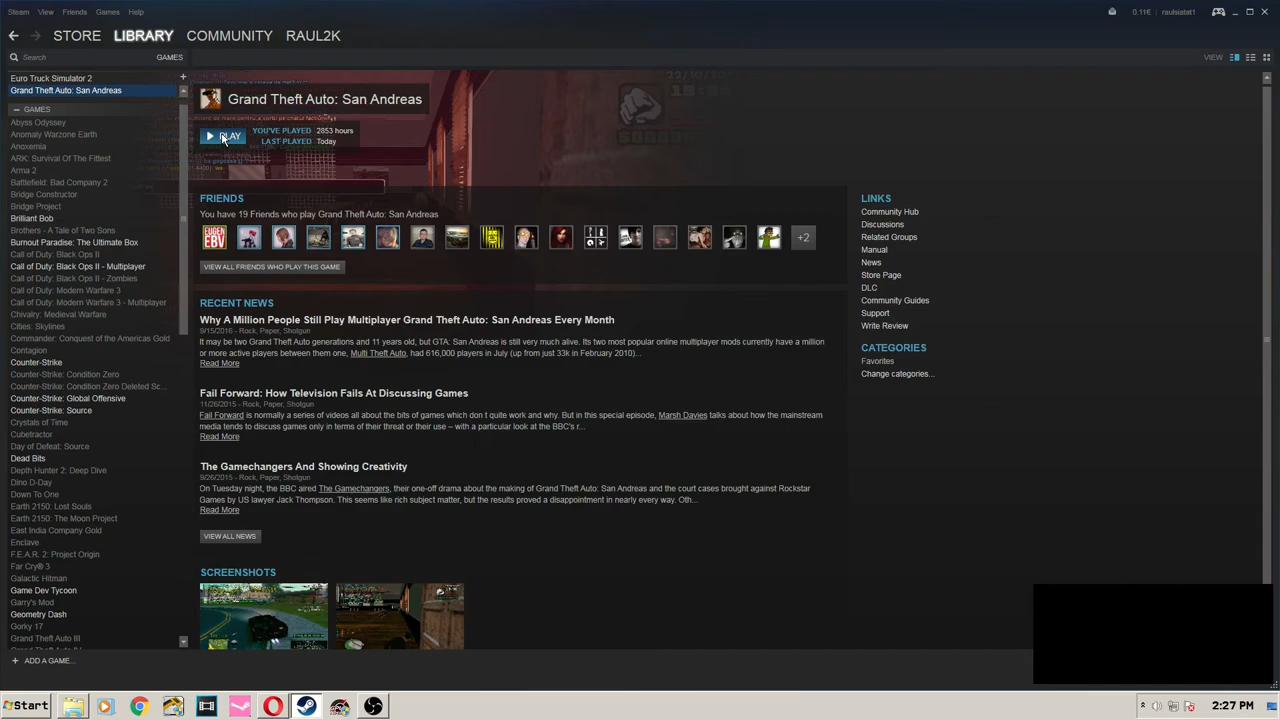 Steam View Friends Games Help 0.11€ raulsiatat1
STORE LIBRARY COMMUNITY RAUL2K
Search GAMES VIEW
Euro Truck Simulator 2 +
Grand Theft Auto: San Andreas
GAMES
Abyss Odyssey
Anomaly Warzone Earth
Anoxemia
ARK: Survival Of The Fittest
Arma 2
Battlefield: Bad Company 2
Bridge Constructor
Bridge Project
Brilliant Bob
Brothers - A Tale of Two Sons
Burnout Paradise: The Ultimate Box
Call of Duty: Black Ops II
Call of Duty: Black Ops II - Multiplayer
Call of Duty: Black Ops II - Zombies
Call of Duty: Modern Warfare 3
Call of Duty: Modern Warfare 3 - Multiplayer
Chivalry: Medieval Warfare
Cities: Skylines
Commander: Conquest of the Americas Gold
Contagion
Counter-Strike
Counter-Strike: Condition Zero
Counter-Strike: Condition Zero Deleted Sc...
Counter-Strike: Global Offensive
Counter-Strike: Source
Crystals of Time
Cubetractor
Day of Defeat: Source
Dead Bits
Depth Hunter 2: Deep Dive
Dino D-Day
Down To One
Earth 2150: Lost Souls
Earth 2150: The Moon Project
East India Company Gold
Enclave
F.E.A.R. 2: Project Origin
Far Cry® 3
Galactic Hitman
Game Dev Tycoon
Garry's Mod
Geometry Dash
Gorky 17
Grand Theft Auto III
+ ADD A GAME...
Grand Theft Auto: San Andreas
PLAY YOU'VE PLAYED 2853 hours
LAST PLAYED Today
FRIENDS
You have 19 Friends who play Grand Theft Auto: San Andreas
EUGEN
EBV
+2
VIEW ALL FRIENDS WHO PLAY THIS GAME
RECENT NEWS
Why A Million People Still Play Multiplayer Grand Theft Auto: San Andreas Every Month
9/15/2016 - Rock, Paper, Shotgun
It may be two Grand Theft Auto generations and 11 years old, but GTA: San Andreas is still very much alive. Its two most popular online multiplayer mods currently have a million
or more active players between them one, Multi Theft Auto, had 616,000 players in July (up from just 33k in February 2010)...
Read More
Fail Forward: How Television Fails At Discussing Games
11/26/2015 - Rock, Paper, Shotgun
Fail Forward is normally a series of videos all about the bits of games which don t quite work and why. But in this special episode, Marsh Davies talks about how the mainstream
media tends to discuss games only in terms of their threat or their use – with a particular look at the BBC's r...
Read More
The Gamechangers And Showing Creativity
9/26/2015 - Rock, Paper, Shotgun
On Tuesday night, the BBC aired The Gamechangers, their one-off drama about the making of Grand Theft Auto: San Andreas and the court cases brought against Rockstar
Games by US lawyer Jack Thompson. This seems like rich subject matter, but the results proved a disappointment in nearly every way. Oth...
Read More
VIEW ALL NEWS
SCREENSHOTS
LINKS
Community Hub
Discussions
Related Groups
Manual
News
Store Page
DLC
Community Guides
Support
Write Review
CATEGORIES
Favorites
Change categories...
Start 2:27 PM